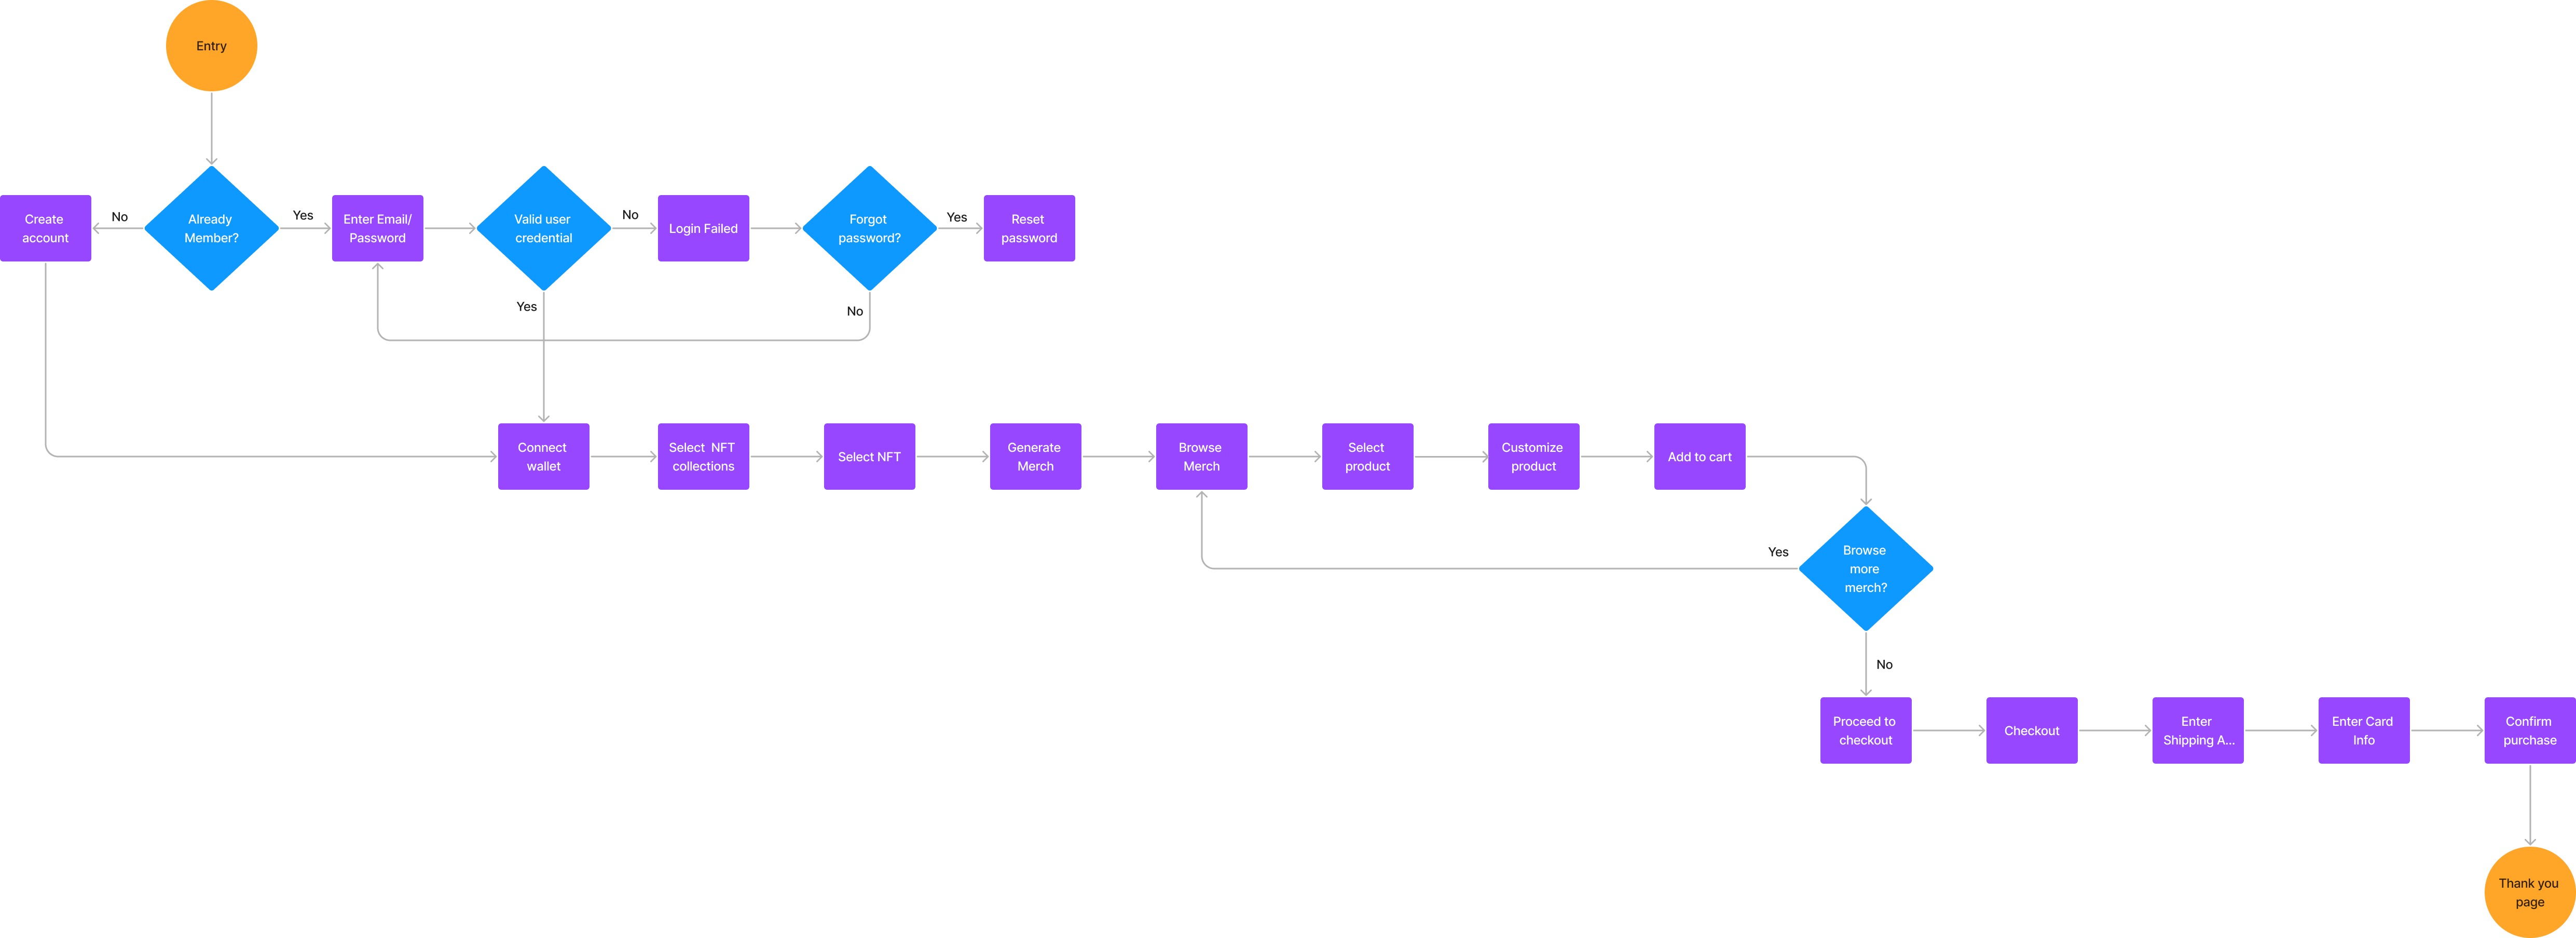 Entry
Create
account
No
Already
Member?
Yes
Enter Email/
Password
Valid user
credential
No
Login Failed
Forgot
password?
Yes
Reset
password
Yes
No
Connect
wallet
Select  NFT
collections
Select NFT
Generate
Merch
Browse
Merch
Select
product
Customize
product
Add to cart
Yes
Browse
more
merch?
No
Proceed to
checkout
Checkout
Enter
Shipping A...
Enter Card
Info
Confirm
purchase
Thank you
page